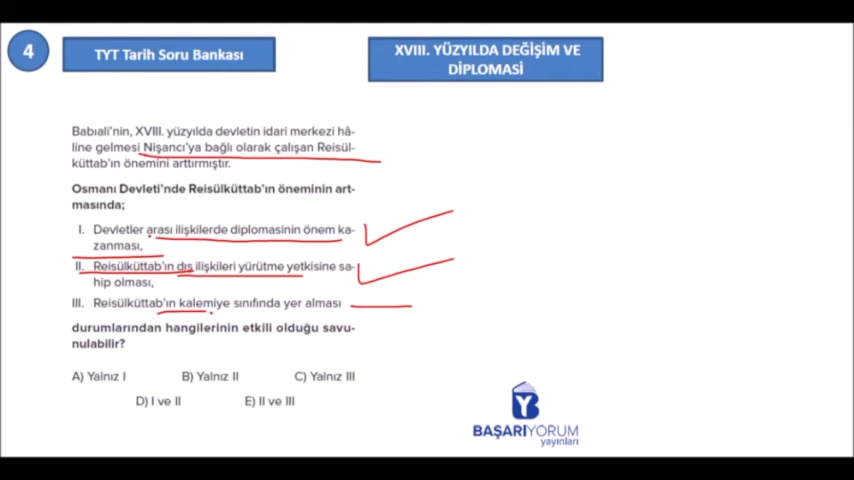 4
TYT Tarih Soru Bankası
XVIII. YÜZYILDA DEĞİŞİM VE
DİPLOMASİ
Babıali'nin, XVIII. yüzyılda devletin idari merkezi hâ-
line gelmesi Nişancı'ya bağlı olarak çalışan Reisül-
küttab'ın önemini arttırmıştır.
Osmanı Devleti'nde Reisülküttab'ın öneminin art-
masında;
I. Devletler arası ilişkilerde diplomasinin önem ka-
zanması,
II. Reisülküttab'ın dış ilişkileri yürütme yetkisine sa-
hip olması,
III. Reisülküttab'ın kalemiye sınıfında yer alması
durumlarından hangilerinin etkili olduğu savu-
nulabilir?
A) Yalnız I B) Yalnız II C) Yalnız III
D) I ve II E) II ve III
BAŞARIYORUM
yayınları